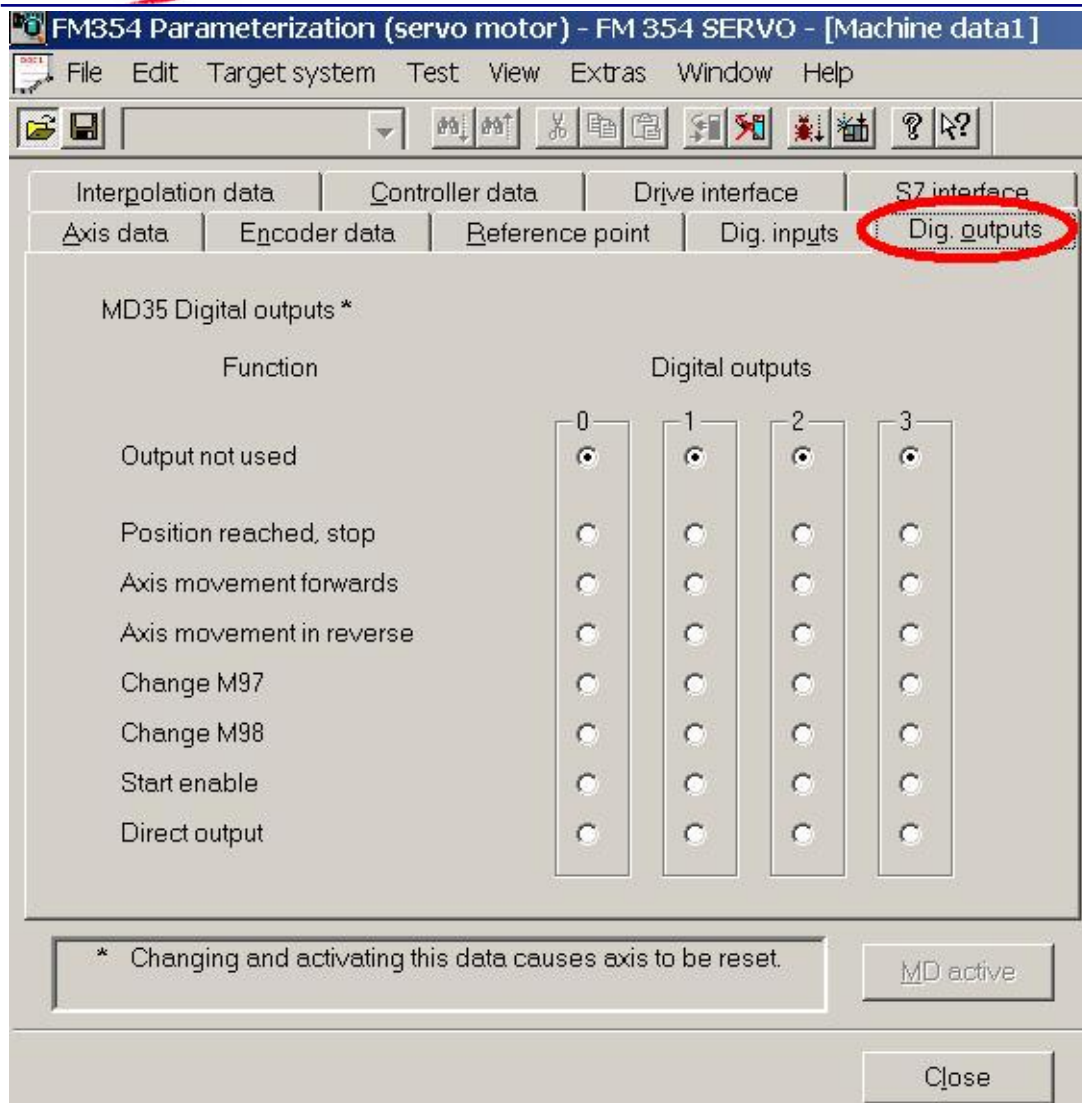 FM354 Parameterization (servo motor) - FM 354 SERVO - [Machine data1]
File Edit Target system Test View Extras Window Help
Interpolation data Controller data Drive interface S7 interface
Axis data Encoder data Reference point Dig. inputs Dig. outputs
MD35 Digital outputs *
Function Digital outputs
0 1 2 3
Output not used
Position reached, stop
Axis movement forwards
Axis movement in reverse
Change M97
Change M98
Start enable
Direct output
* Changing and activating this data causes axis to be reset.
MD active
Close